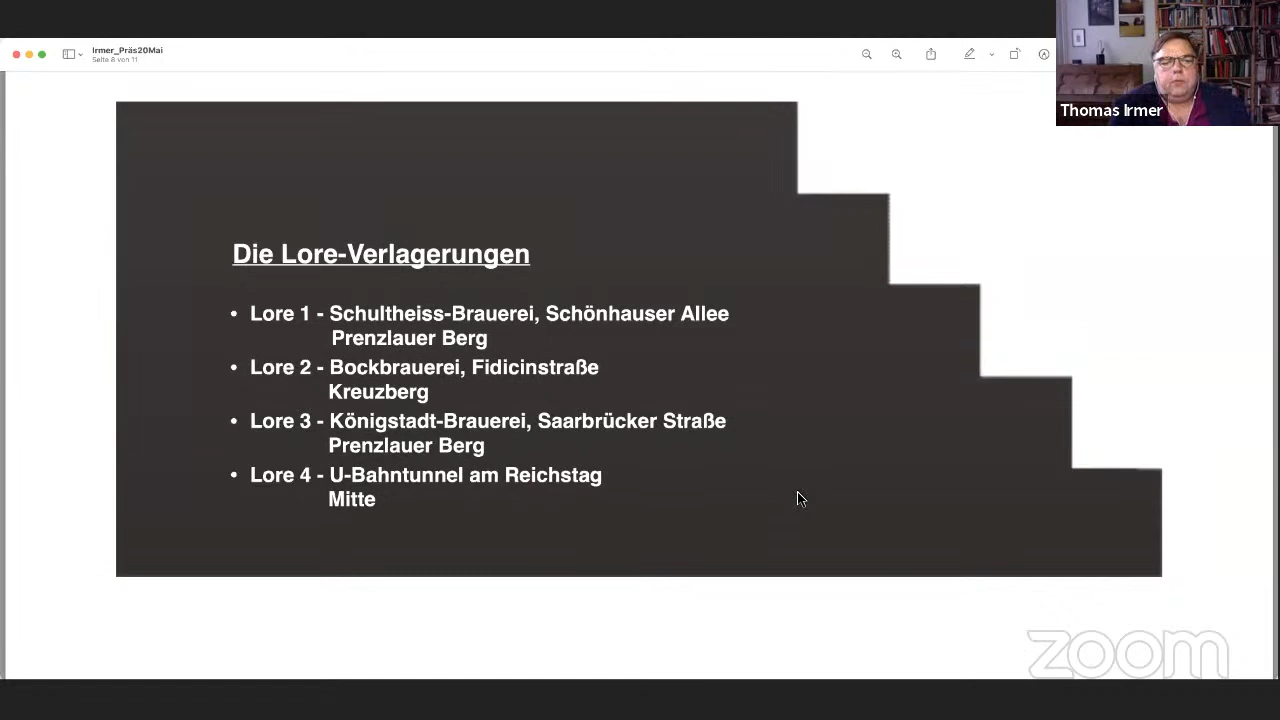 Irmer_Präs20Mai
Seite 8 von 11
Thomas Irmer
Die Lore-Verlagerungen
• Lore 1 - Schultheiss-Brauerei, Schönhauser Allee
Prenzlauer Berg
• Lore 2 - Bockbrauerei, Fidicinstraße
Kreuzberg
• Lore 3 - Königstadt-Brauerei, Saarbrücker Straße
Prenzlauer Berg
• Lore 4 - U-Bahntunnel am Reichstag
Mitte
zoom